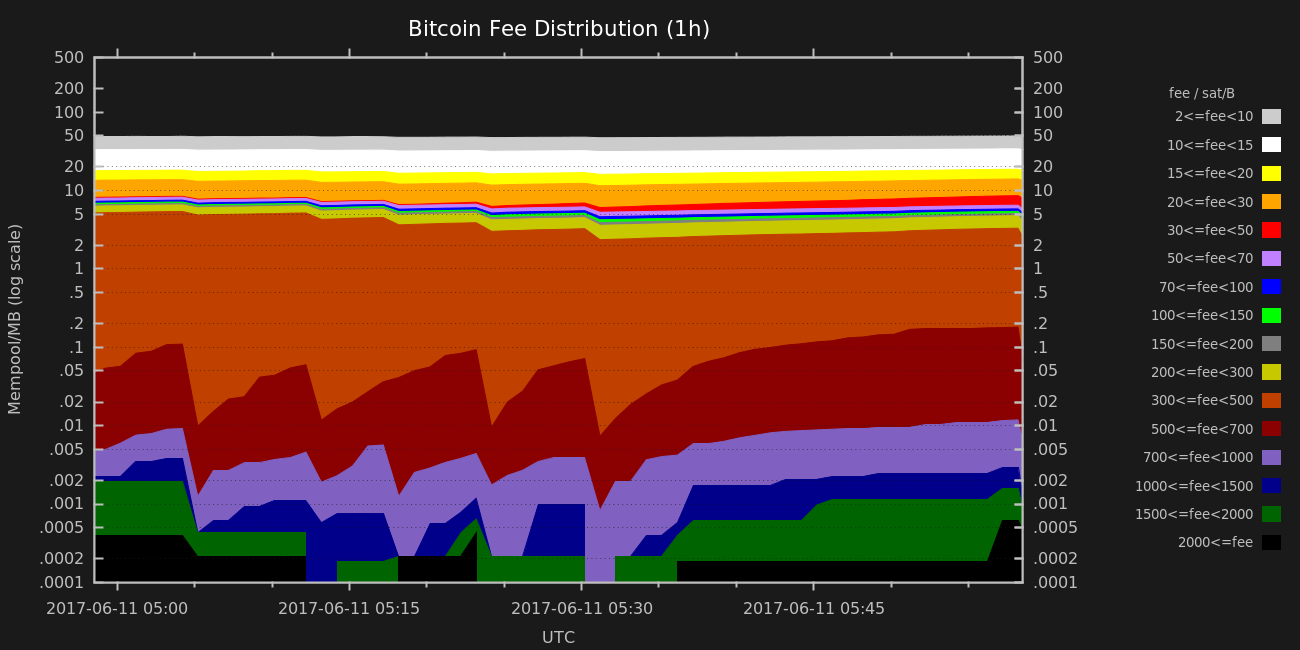 Bitcoin Fee Distribution (1h)
Mempool/MB (log scale)
500
200
100
50
20
10
5
2
1
.5
.2
.1
.05
.02
.01
.005
.002
.001
.0005
.0002
.0001
500
200
100
50
20
10
5
2
1
.5
.2
.1
.05
.02
.01
.005
.002
.001
.0005
.0002
.0001
2017-06-11 05:00
2017-06-11 05:15
2017-06-11 05:30
2017-06-11 05:45
UTC
fee / sat/B
2<=fee<10
10<=fee<15
15<=fee<20
20<=fee<30
30<=fee<50
50<=fee<70
70<=fee<100
100<=fee<150
150<=fee<200
200<=fee<300
300<=fee<500
500<=fee<700
700<=fee<1000
1000<=fee<1500
1500<=fee<2000
2000<=fee